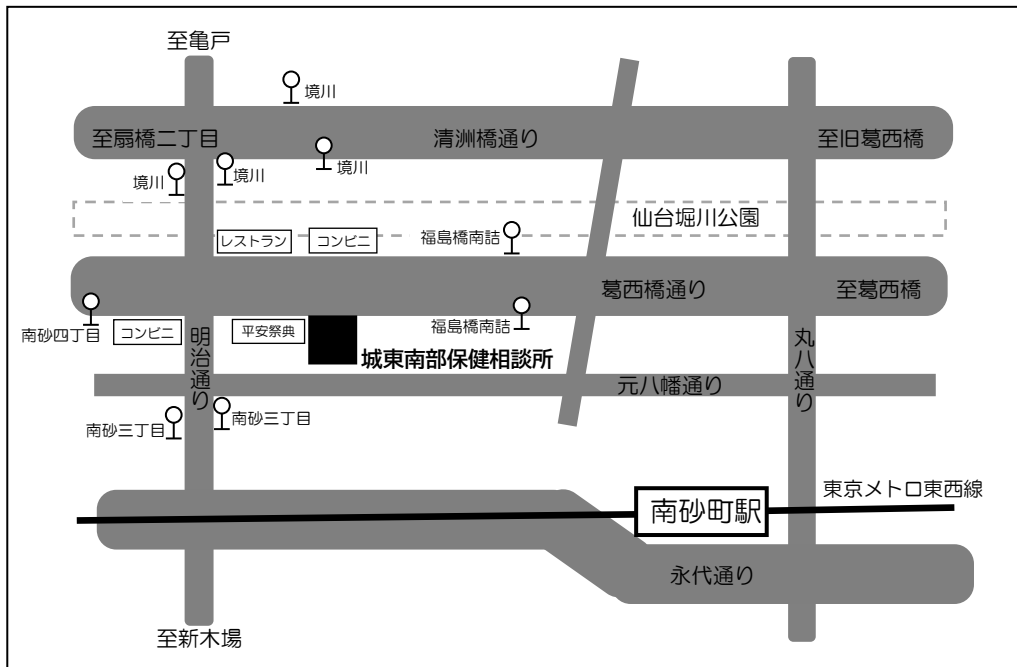 至亀戸
境川
至扇橋二丁目
清洲橋通り
至旧葛西橋
境川
境川
境川
仙台堀川公園
レストラン
コンビニ
福島橋南詰
葛西橋通り
至葛西橋
南砂四丁目
コンビニ
平安祭典
福島橋南詰
城東南部保健相談所
明治通り
丸八通り
元八幡通り
南砂三丁目
南砂三丁目
東京メトロ東西線
南砂町駅
永代通り
至新木場